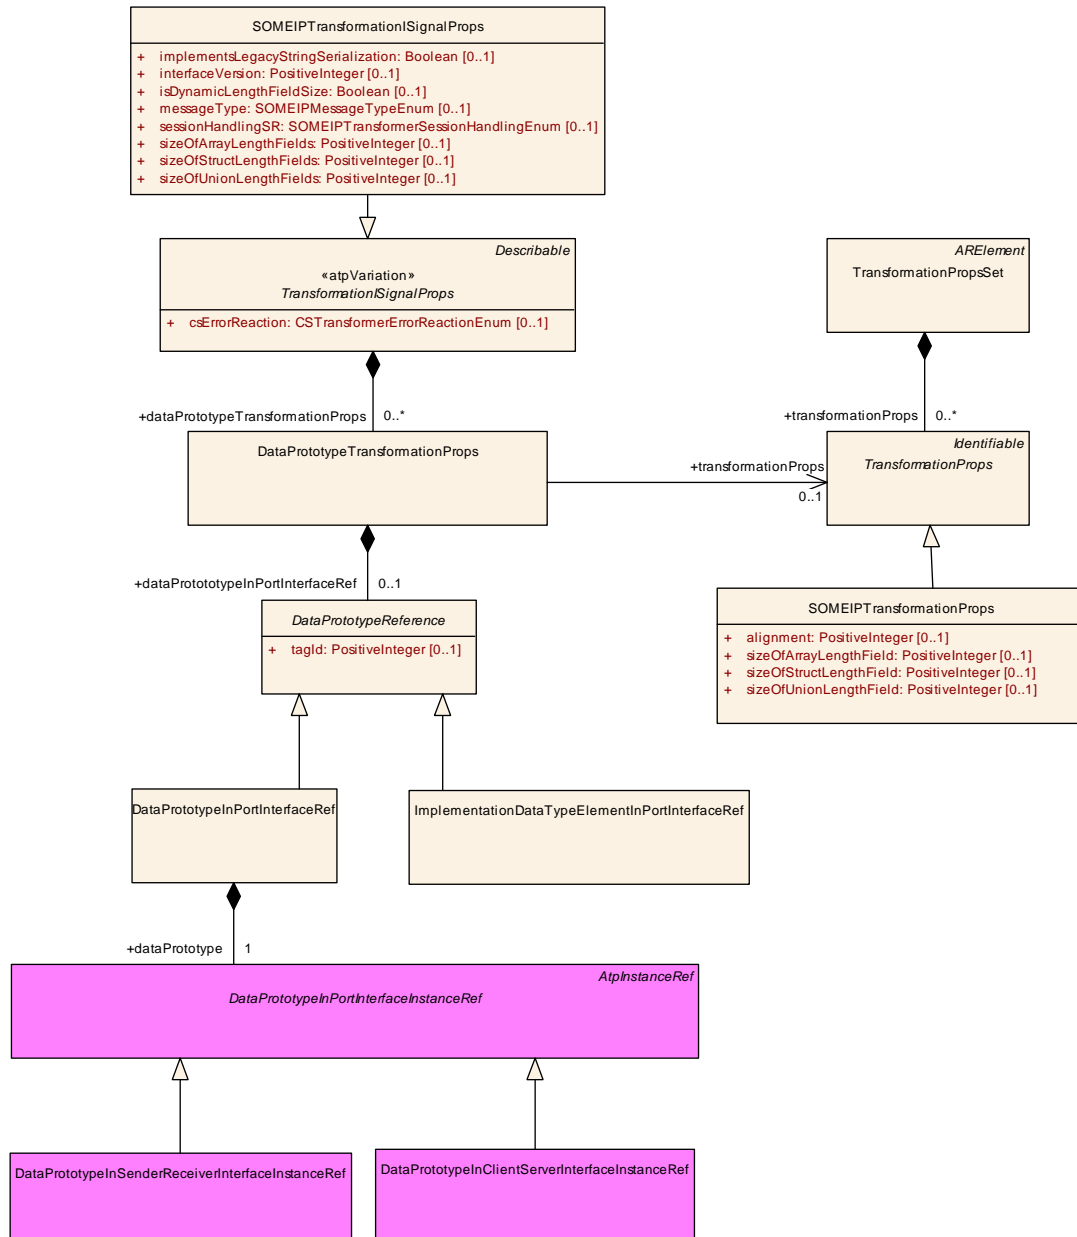 SOMEIPTransformationISignalProps
+ implementsLegacyStringSerialization: Boolean [0..1]
+ interfaceVersion: PositiveInteger [0..1]
+ isDynamicLengthFieldSize: Boolean [0..1]
+ messageType: SOMEIPMessageTypeEnum [0..1]
+ sessionHandlingSR: SOMEIPTransformerSessionHandlingEnum [0..1]
+ sizeOfArrayLengthFields: PositiveInteger [0..1]
+ sizeOfStructLengthFields: PositiveInteger [0..1]
+ sizeOfUnionLengthFields: PositiveInteger [0..1]
Describable
«atpVariation»
TransformationISignalProps
+ csErrorReaction: CSTransformerErrorReactionEnum [0..1]
ARElement
TransformationPropsSet
+dataPrototypeTransformationProps 0..*
+transformationProps 0..*
DataPrototypeTransformationProps
+transformationProps
0..1
Identifiable
TransformationProps
+dataPrototototypeInPortInterfaceRef 0..1
DataPrototypeReference
+ tagId: PositiveInteger [0..1]
SOMEIPTransformationProps
+ alignment: PositiveInteger [0..1]
+ sizeOfArrayLengthField: PositiveInteger [0..1]
+ sizeOfStructLengthField: PositiveInteger [0..1]
+ sizeOfUnionLengthField: PositiveInteger [0..1]
DataPrototypeInPortInterfaceRef
ImplementationDataTypeElementInPortInterfaceRef
+dataPrototype 1
AtpInstanceRef
DataPrototypeInPortInterfaceInstanceRef
DataPrototypeInSenderReceiverInterfaceInstanceRef
DataPrototypeInClientServerInterfaceInstanceRef